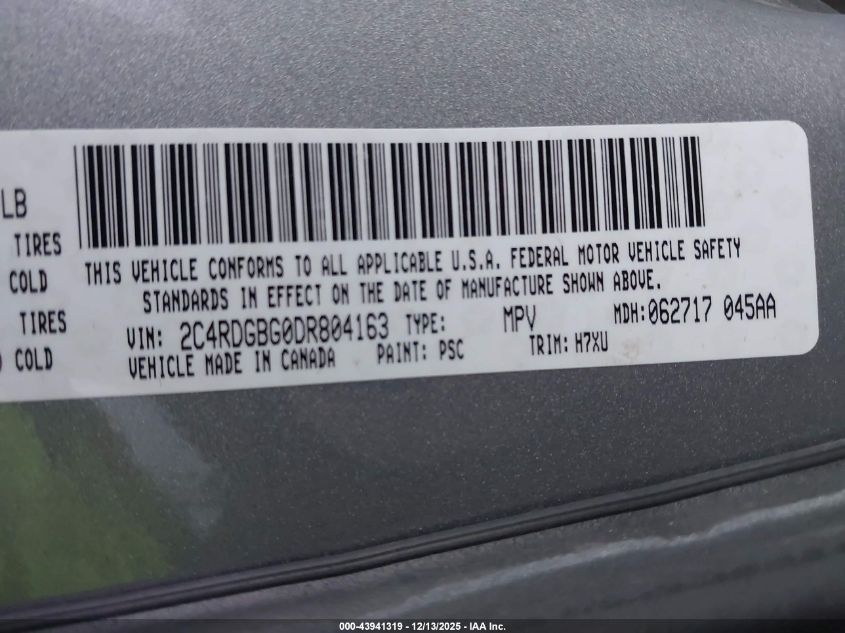 LB
TIRES
COLD
TIRES
COLD
THIS VEHICLE CONFORMS TO ALL APPLICABLE U.S.A. FEDERAL MOTOR VEHICLE SAFETY
STANDARDS IN EFFECT ON THE DATE OF MANUFACTURE SHOWN ABOVE.
VIN: 2C4RDGBG0DR804163 TYPE: MPV MDH:062717 045AA
VEHICLE MADE IN CANADA PAINT: PSC TRIM: H7XU
000-43941319 - 12/13/2025 - IAA Inc.